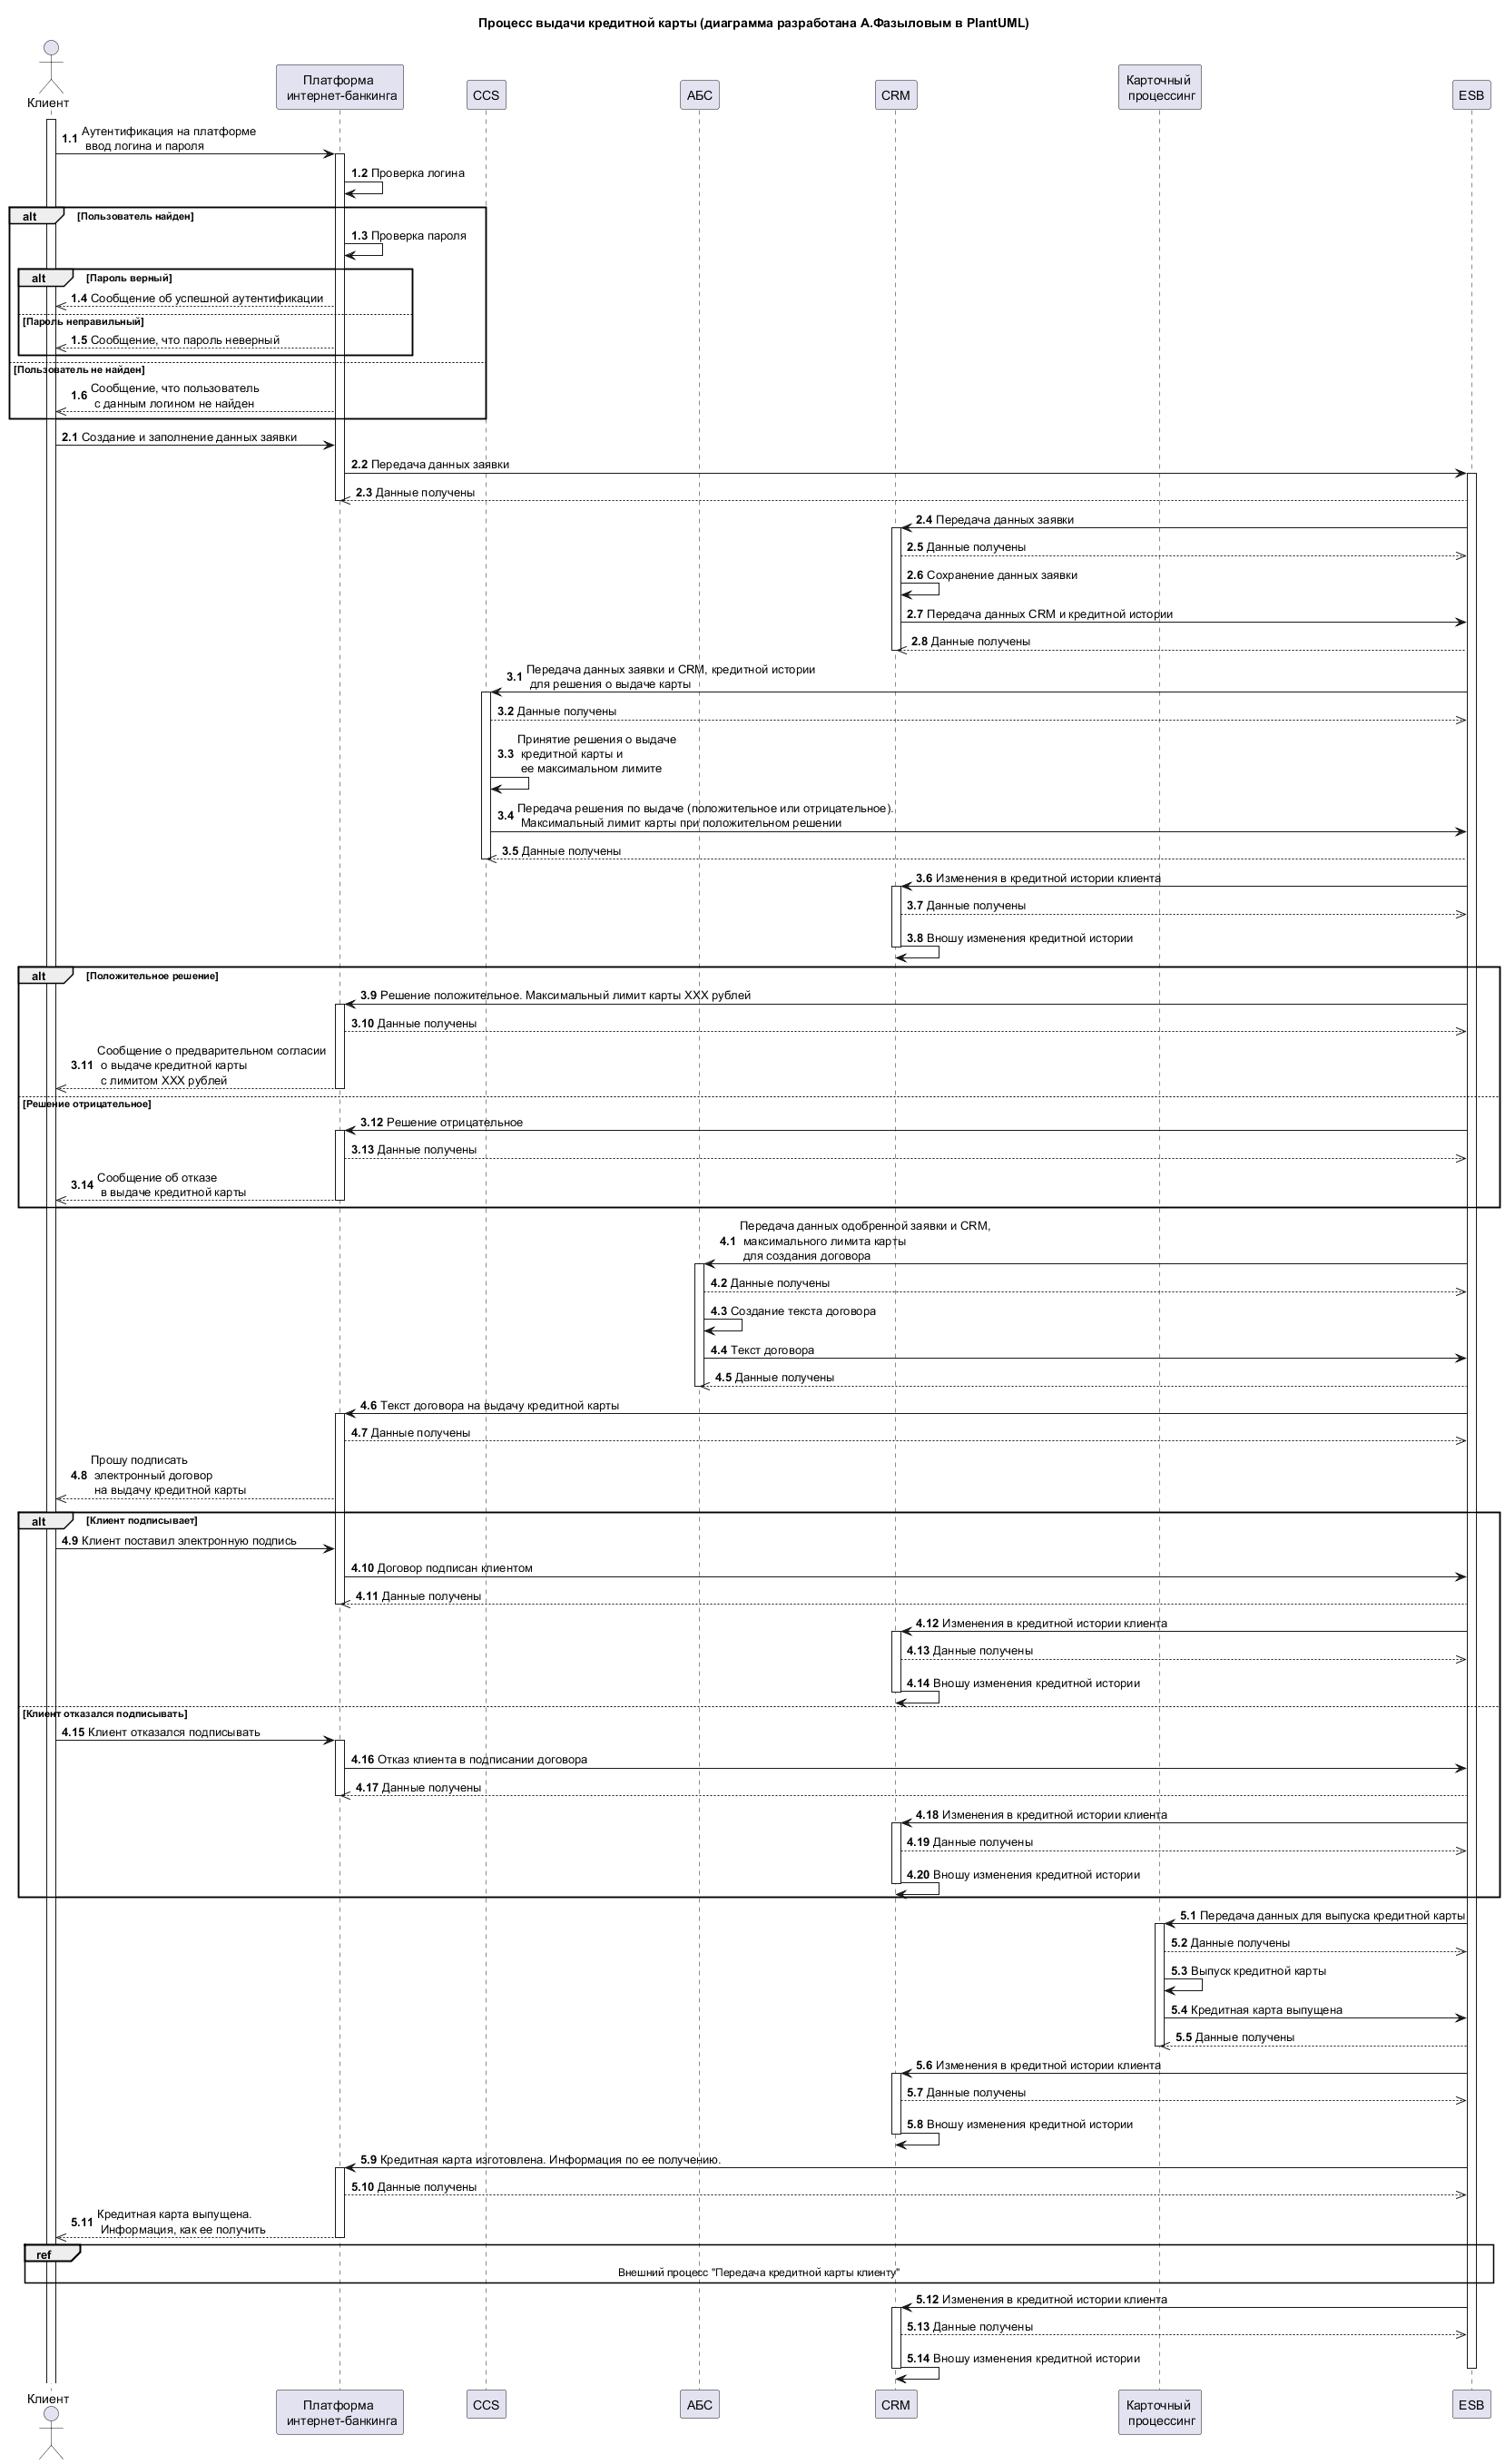 Процесс выдачи кредитной карты (диаграмма разработана А.Фазыловым в PlantUML)
Клиент
Платформа
интернет-банкинга
CCS
АБС
CRM
Карточный
процессинг
ESB
1.1 Аутентификация на платформе
ввод логина и пароля
1.2 Проверка логина
alt [Пользователь найден]
1.3 Проверка пароля
alt [Пароль верный]
1.4 Сообщение об успешной аутентификации
[Пароль неправильный]
1.5 Сообщение, что пароль неверный
[Пользователь не найден]
1.6 Сообщение, что пользователь
с данным логином не найден
2.1 Создание и заполнение данных заявки
2.2 Передача данных заявки
2.3 Данные получены
2.4 Передача данных заявки
2.5 Данные получены
2.6 Сохранение данных заявки
2.7 Передача данных CRM и кредитной истории
2.8 Данные получены
3.1 Передача данных заявки и CRM, кредитной истории
для решения о выдаче карты
3.2 Данные получены
3.3 Принятие решения о выдаче
кредитной карты и
ее максимальном лимите
3.4 Передача решения по выдаче (положительное или отрицательное).
Максимальный лимит карты при положительном решении
3.5 Данные получены
3.6 Изменения в кредитной истории клиента
3.7 Данные получены
3.8 Вношу изменения кредитной истории
alt [Положительное решение]
3.9 Решение положительное. Максимальный лимит карты XXX рублей
3.10 Данные получены
3.11 Сообщение о предварительном согласии
о выдаче кредитной карты
с лимитом XXX рублей
[Решение отрицательное]
3.12 Решение отрицательное
3.13 Данные получены
3.14 Сообщение об отказе
в выдаче кредитной карты
4.1 Передача данных одобренной заявки и CRM,
максимального лимита карты
для создания договора
4.2 Данные получены
4.3 Создание текста договора
4.4 Текст договора
4.5 Данные получены
4.6 Текст договора на выдачу кредитной карты
4.7 Данные получены
4.8 Прошу подписать
электронный договор
на выдачу кредитной карты
alt [Клиент подписывает]
4.9 Клиент поставил электронную подпись
4.10 Договор подписан клиентом
4.11 Данные получены
4.12 Изменения в кредитной истории клиента
4.13 Данные получены
4.14 Вношу изменения кредитной истории
[Клиент отказался подписывать]
4.15 Клиент отказался подписывать
4.16 Отказ клиента в подписании договора
4.17 Данные получены
4.18 Изменения в кредитной истории клиента
4.19 Данные получены
4.20 Вношу изменения кредитной истории
5.1 Передача данных для выпуска кредитной карты
5.2 Данные получены
5.3 Выпуск кредитной карты
5.4 Кредитная карта выпущена
5.5 Данные получены
5.6 Изменения в кредитной истории клиента
5.7 Данные получены
5.8 Вношу изменения кредитной истории
5.9 Кредитная карта изготовлена. Информация по ее получению.
5.10 Данные получены
5.11 Кредитная карта выпущена.
Информация, как ее получить
ref
Внешний процесс "Передача кредитной карты клиенту"
5.12 Изменения в кредитной истории клиента
5.13 Данные получены
5.14 Вношу изменения кредитной истории
Клиент
Платформа
интернет-банкинга
CCS
АБС
CRM
Карточный
процессинг
ESB